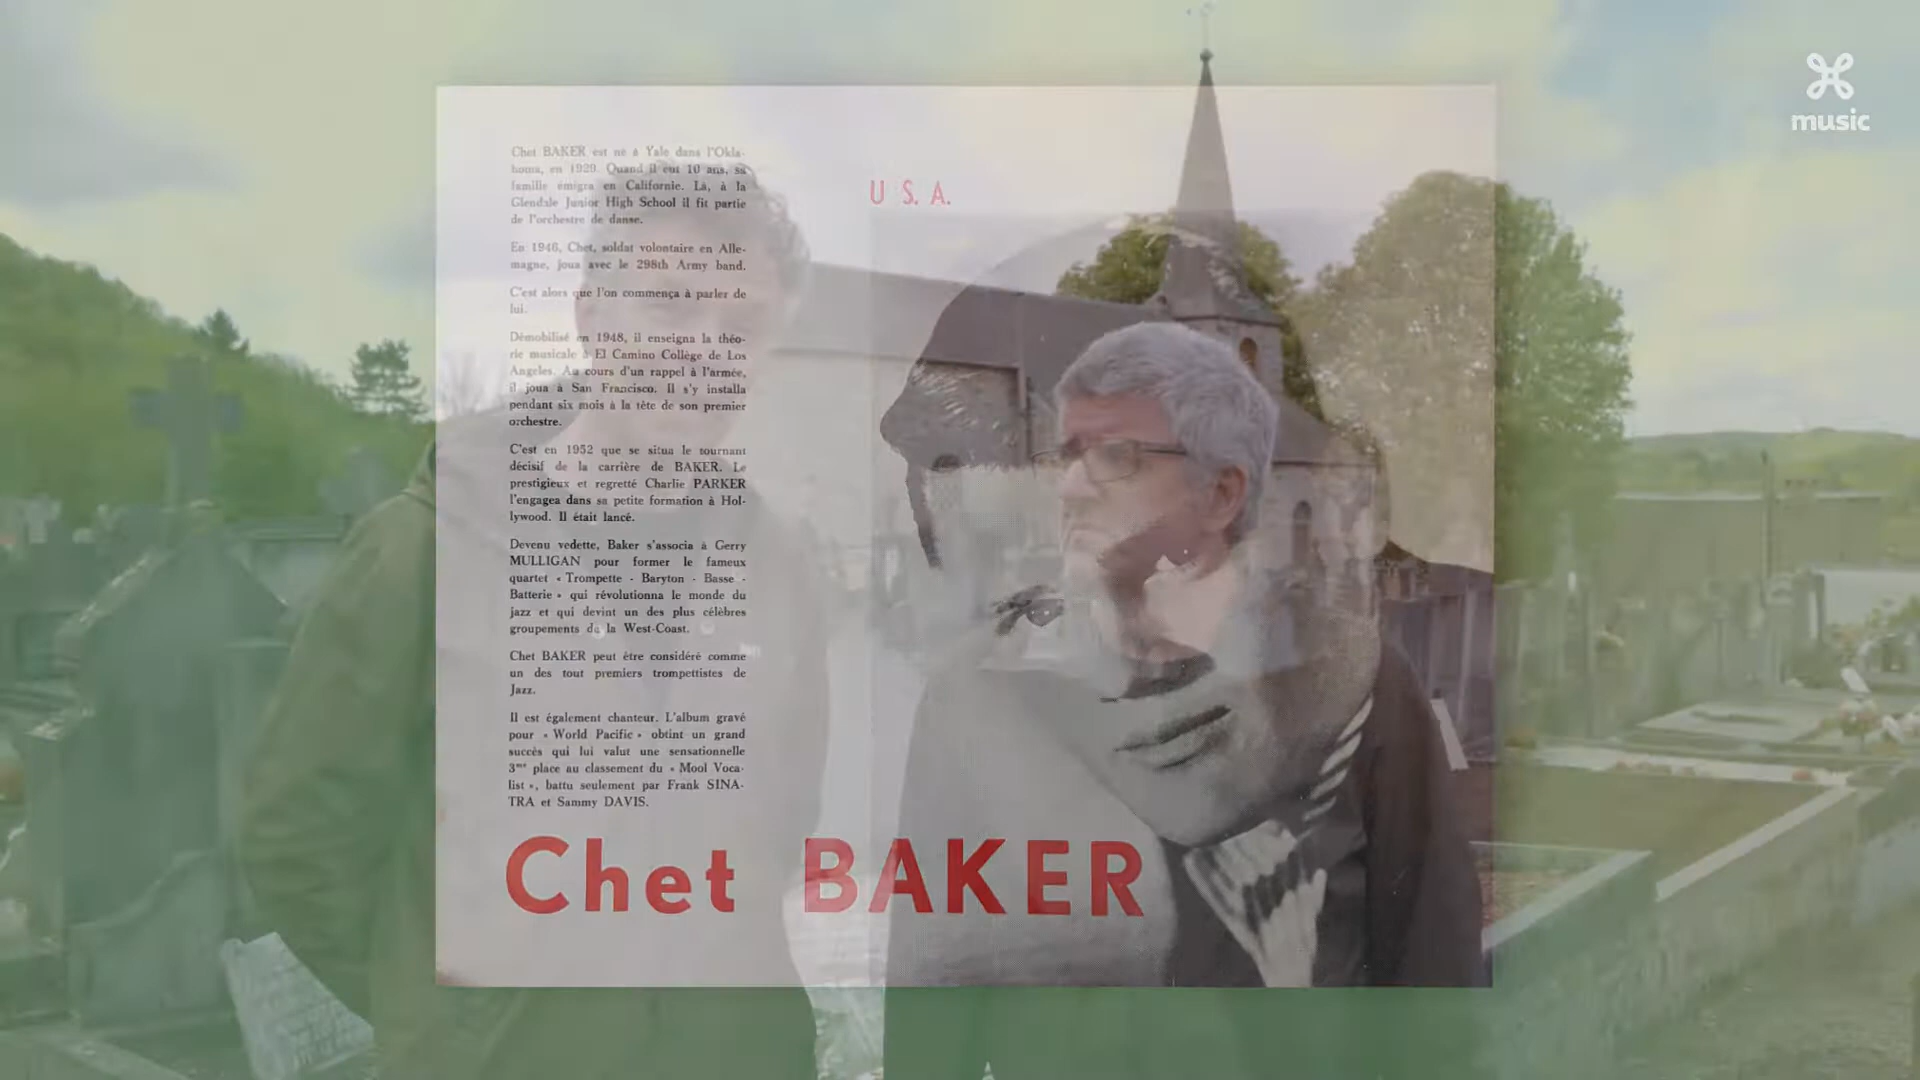 music
U S. A.
Chet BAKER est né à Yale dans l'Okla-
homa, en 1929. Quand il eut 10 ans, sa
famille émigra en Californie. Là, à la
Glendale Junior High School il fit partie
de l'orchestre de danse.
En 1946, Chet, soldat volontaire en Alle-
magne, joua avec le 298th Army band.
C'est alors que l'on commença à parler de
lui.
Démobilisé en 1948, il enseigna la théo-
rie musicale à El Camino Collège de Los
Angeles. Au cours d'un rappel à l'armée,
il joua à San Francisco. Il s'y installa
pendant six mois à la tête de son premier
orchestre.
C'est en 1952 que se situa le tournant
décisif de la carrière de BAKER. Le
prestigieux et regretté Charlie PARKER
l'engagea dans sa petite formation à Hol-
lywood. Il était lancé.
Devenu vedette, Baker s'associa à Gerry
MULLIGAN pour former le fameux
quartet « Trompette - Baryton - Basse -
Batterie » qui révolutionna le monde du
jazz et qui devint un des plus célèbres
groupements de la West-Coast.
Chet BAKER peut être considéré comme
un des tout premiers trompettistes de
Jazz.
Il est également chanteur. L'album gravé
pour « World Pacific » obtint un grand
succès qui lui valut une sensationnelle
3me place au classement du « Mool Voca-
list », battu seulement par Frank SINA-
TRA et Sammy DAVIS.
Chet BAKER